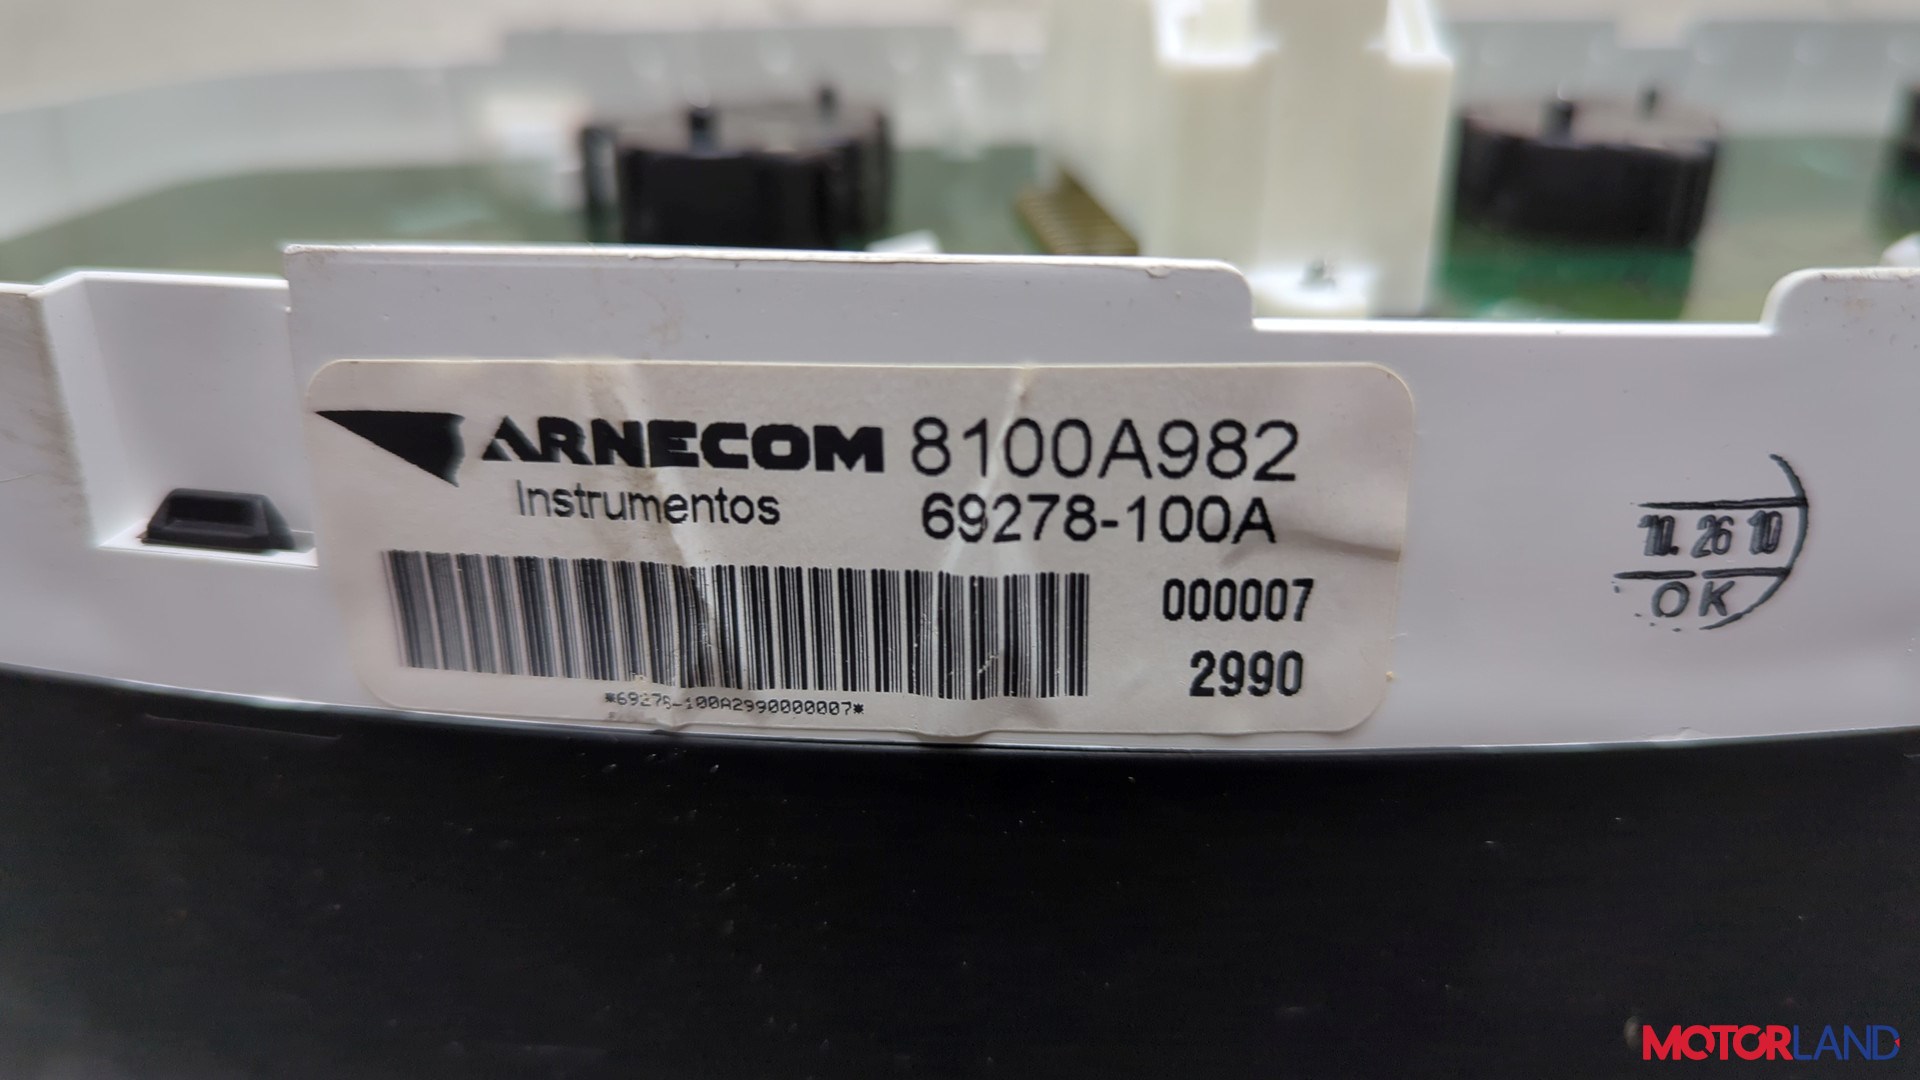 ARNECOM 8100A982
Instrumentos 69278-100A
000007
2990
*69278-100A2990000007*
10. 26 10
OK
MOTORLAND